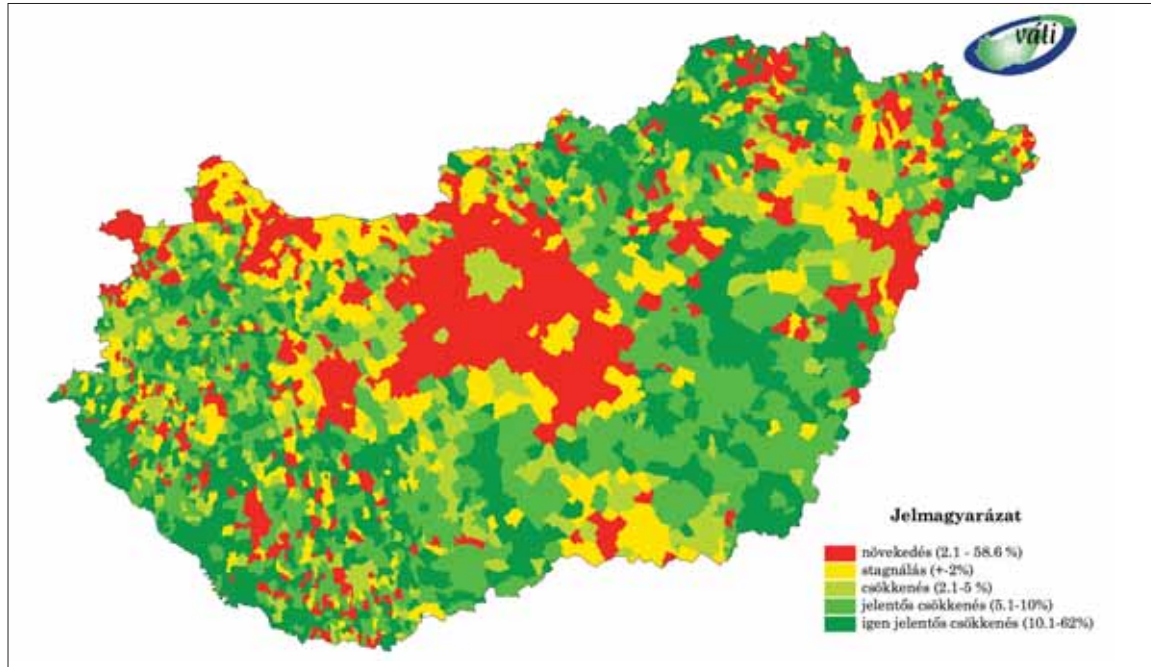 váti
Jelmagyarázat
növekedés (2.1 - 58.6 %)
stagnálás (+-2%)
csökkenés (2.1-5 %)
jelentős csökkenés (5.1-10%)
igen jelentős csökkenés (10.1-62%)